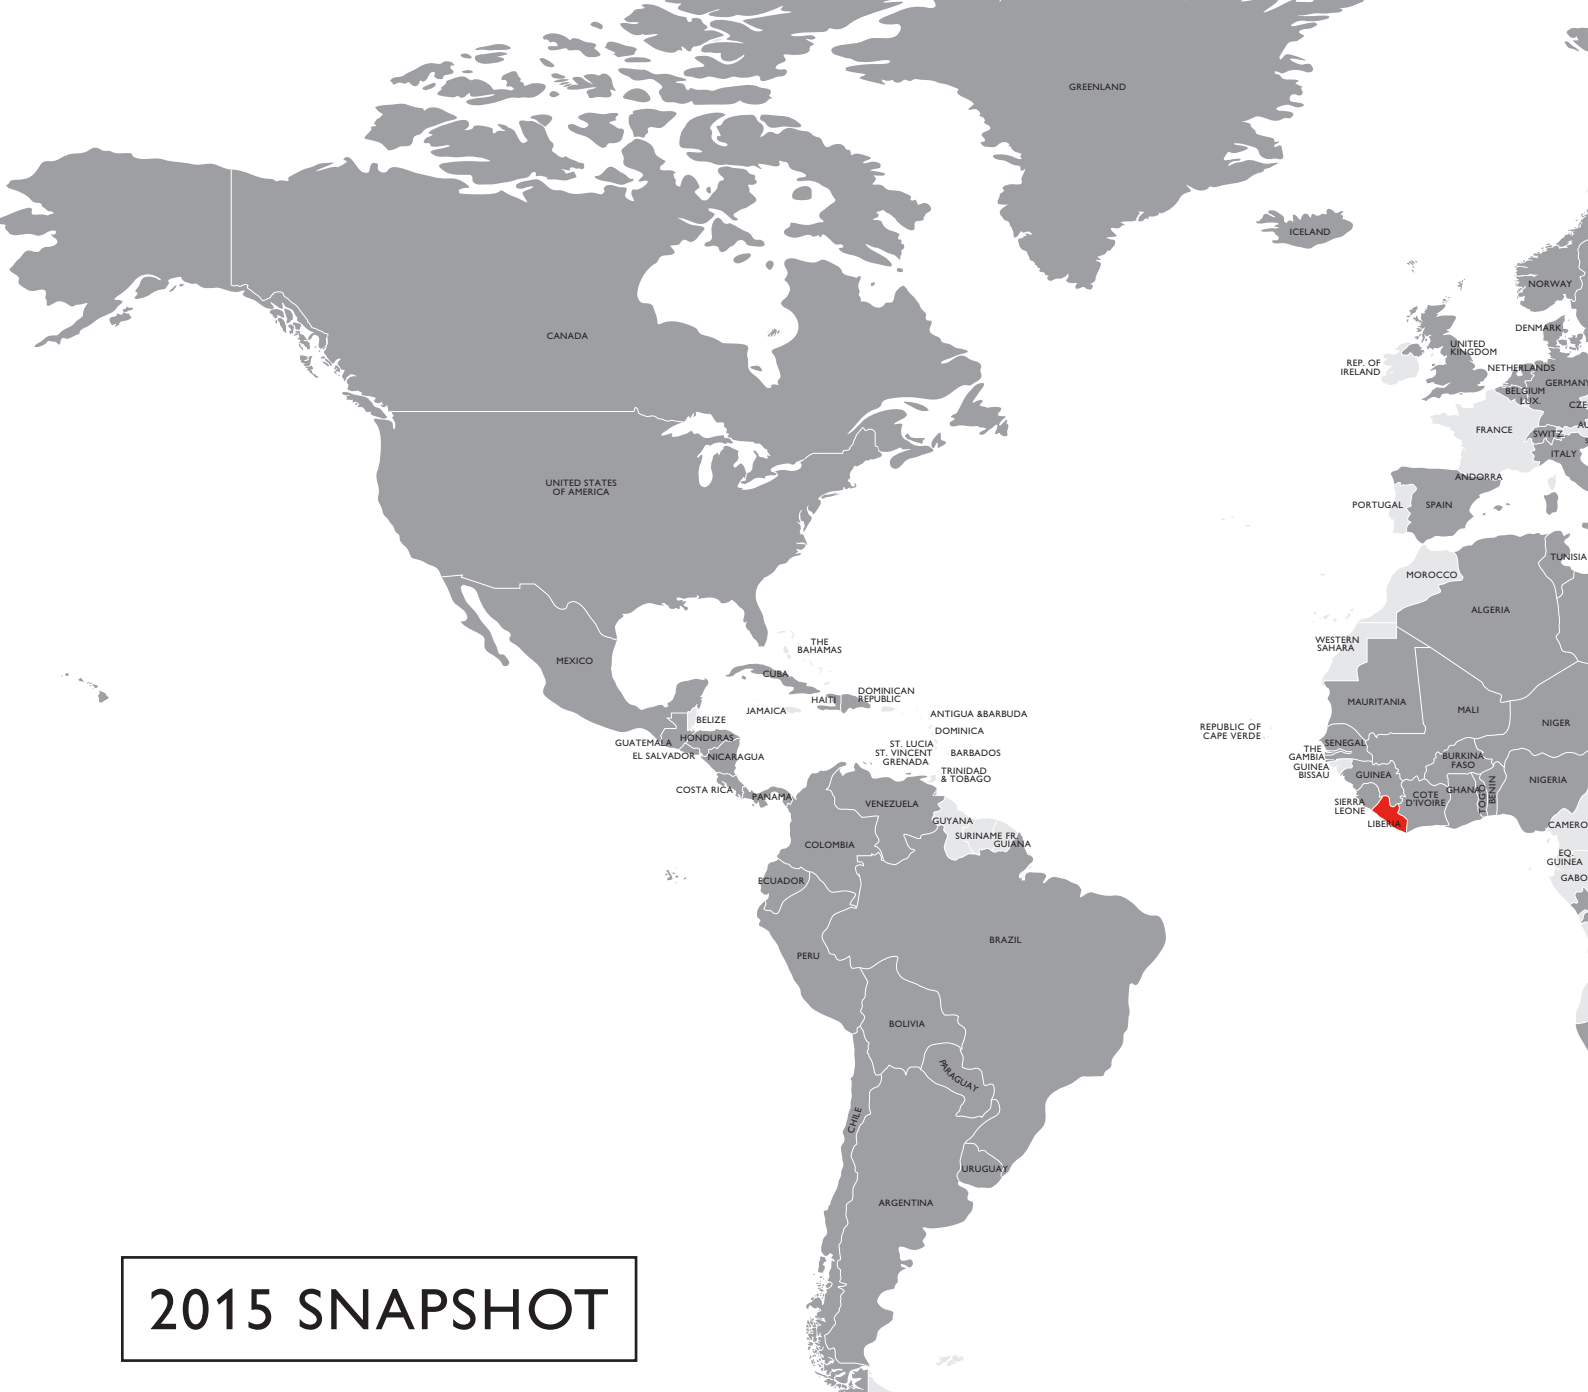 GREENLAND
ICELAND
NORWAY
DENMARK
CANADA
UNITED
KINGDOM
REP. OF
IRELAND
NETHERLANDS
GERMANY
BELGIUM
LUX.
CZE
FRANCE
AU
SWITZ.
ITALY
ANDORRA
UNITED STATES
OF AMERICA
PORTUGAL
SPAIN
TUNISIA
MOROCCO
ALGERIA
THE
BAHAMAS
WESTERN
SAHARA
MEXICO
CUBA
HAITI
DOMINICAN
REPUBLIC
JAMAICA
ANTIGUA &BARBUDA
MAURITANIA
MALI
NIGER
BELIZE
DOMINICA
REPUBLIC OF
CAPE VERDE
GUATEMALA
HONDURAS
ST. LUCIA
ST. VINCENT
GRENADA
BARBADOS
SENEGAL
EL SALVADOR
NICARAGUA
THE
GAMBIA
GUINEA
BISSAU
BURKINA
FASO
TRINIDAD
& TOBAGO
GUINEA
NIGERIA
COSTA RICA
PANAMA
VENEZUELA
SIERRA
LEONE
COTE
D'IVOIRE
GHANA
TOGO
BENIN
LIBERIA
GUYANA
SURINAME
FR.
GUIANA
CAMERO
COLOMBIA
EQ.
GUINEA
ECUADOR
GABO
BRAZIL
PERU
BOLIVIA
PARAGUAY
CHILE
URUGUAY
ARGENTINA
2015 SNAPSHOT